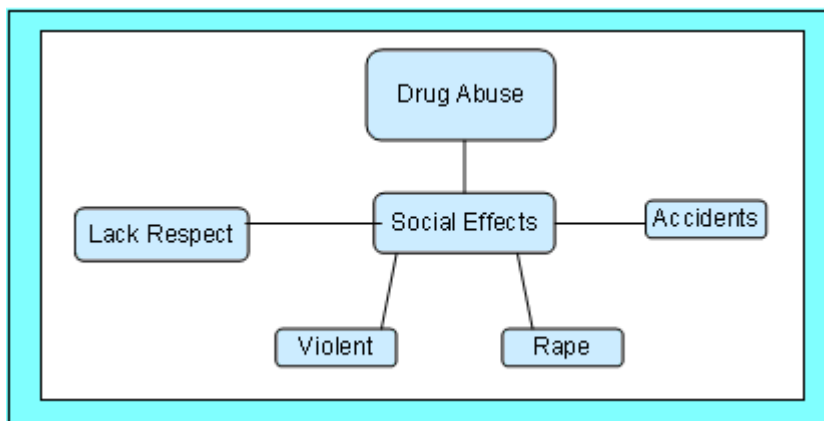 Drug Abuse
Social Effects
Accidents
Lack Respect
Violent
Rape